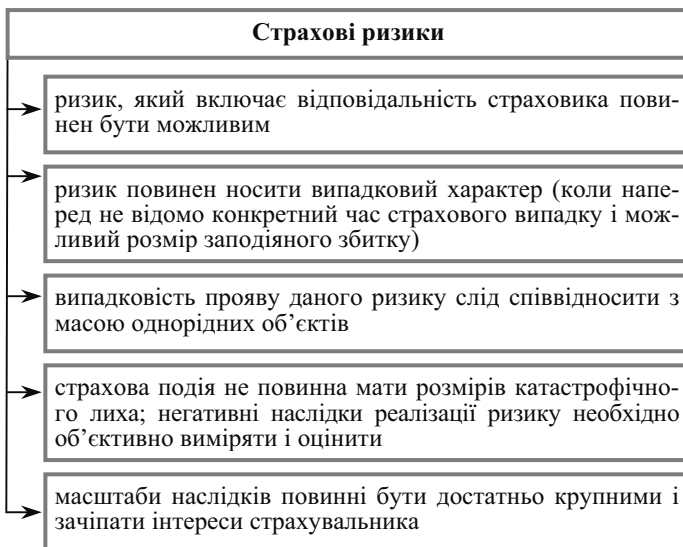 Страхові ризики
ризик, який включає відповідальність страховика пови-
нен бути можливим
ризик повинен носити випадковий характер (коли напе-
ред не відомо конкретний час страхового випадку і мож-
ливий розмір заподіяного збитку)
випадковість прояву даного ризику слід співвідносити з
масою однорідних об’єктів
страхова подія не повинна мати розмірів катастрофічно-
го лиха; негативні наслідки реалізації ризику необхідно
об’єктивно виміряти і оцінити
масштаби наслідків повинні бути достатньо крупними і
зачіпати інтереси страхувальника